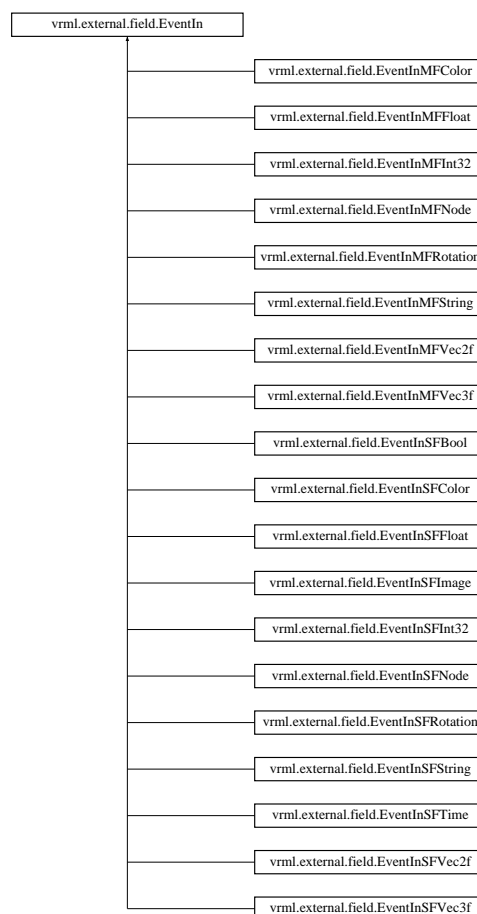 vrml.external.field.EventIn
vrml.external.field.EventInMFColor
vrml.external.field.EventInMFFloat
vrml.external.field.EventInMFInt32
vrml.external.field.EventInMFNode
vrml.external.field.EventInMFRotation
vrml.external.field.EventInMFString
vrml.external.field.EventInMFVec2f
vrml.external.field.EventInMFVec3f
vrml.external.field.EventInSFBool
vrml.external.field.EventInSFColor
vrml.external.field.EventInSFFloat
vrml.external.field.EventInSFImage
vrml.external.field.EventInSFInt32
vrml.external.field.EventInSFNode
vrml.external.field.EventInSFRotation
vrml.external.field.EventInSFString
vrml.external.field.EventInSFTime
vrml.external.field.EventInSFVec2f
vrml.external.field.EventInSFVec3f